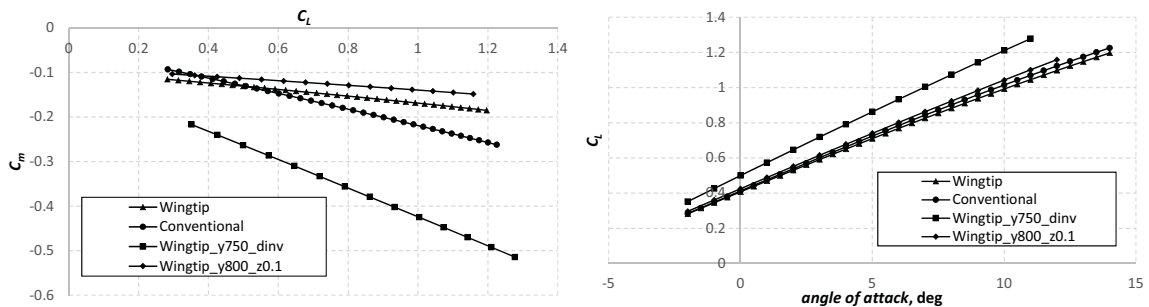 C_L
0
0 0.2 0.4 0.6 0.8 1 1.2 1.4
-0.1
-0.2
-0.3
-0.4
-0.5
-0.6
C_m
Wingtip
Conventional
Wingtip_y750_dinv
Wingtip_y800_z0.1
1.4
1.2
1
0.8
0.6
0.4
0.2
0
C_L
-5 0 5 10 15
angle of attack, deg
Wingtip
Conventional
Wingtip_y750_dinv
Wingtip_y800_z0.1